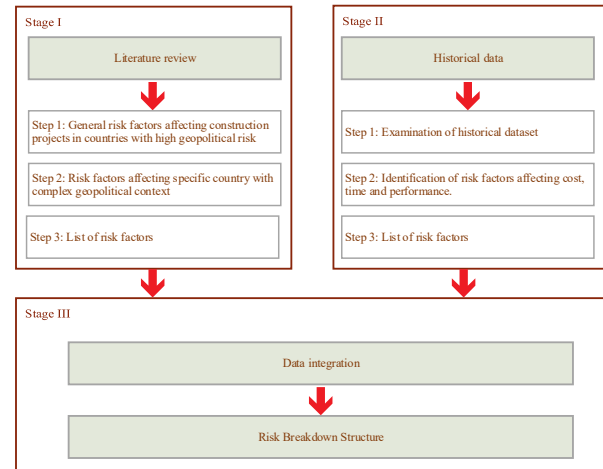 Stage I
Literature review
Step 1: General risk factors affecting construction
projects in countries with high geopolitical risk
Step 2: Risk factors affecting specific country with
complex geopolitical context
Step 3: List of risk factors
Stage II
Historical data
Step 1: Examination of historical dataset
Step 2: Identification of risk factors affecting cost,
time and performance.
Step 3: List of risk factors
Stage III
Data integration
Risk Breakdown Structure